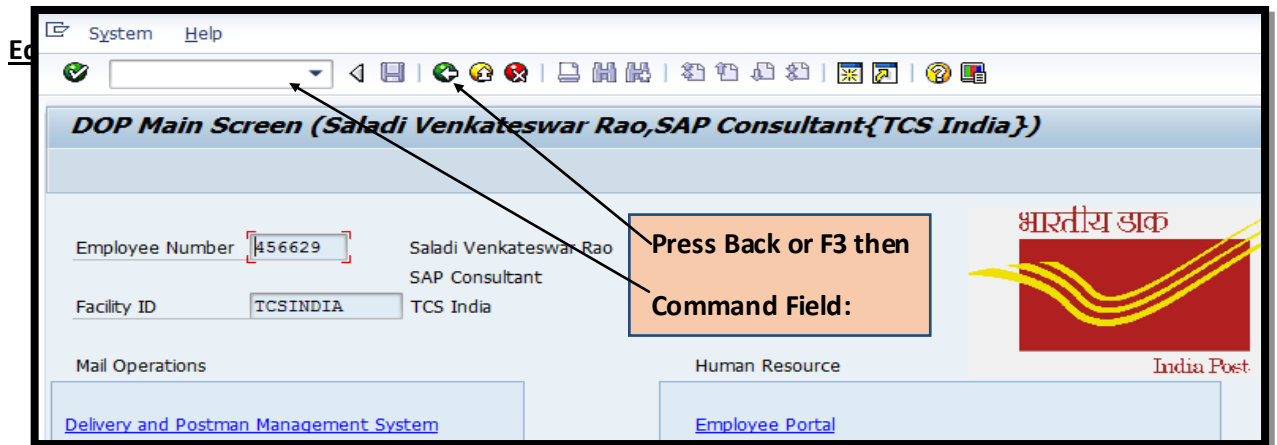 System Help
DOP Main Screen (Saladi Venkateswar Rao,SAP Consultant{TCS India})
Employee Number 456629 Saladi Venkateswar Rao
SAP Consultant
Facility ID TCSINDIA TCS India
Press Back or F3 then
Command Field:
भारतीय डाक
India Post
Mail Operations Human Resource
Delivery and Postman Management System Employee Portal